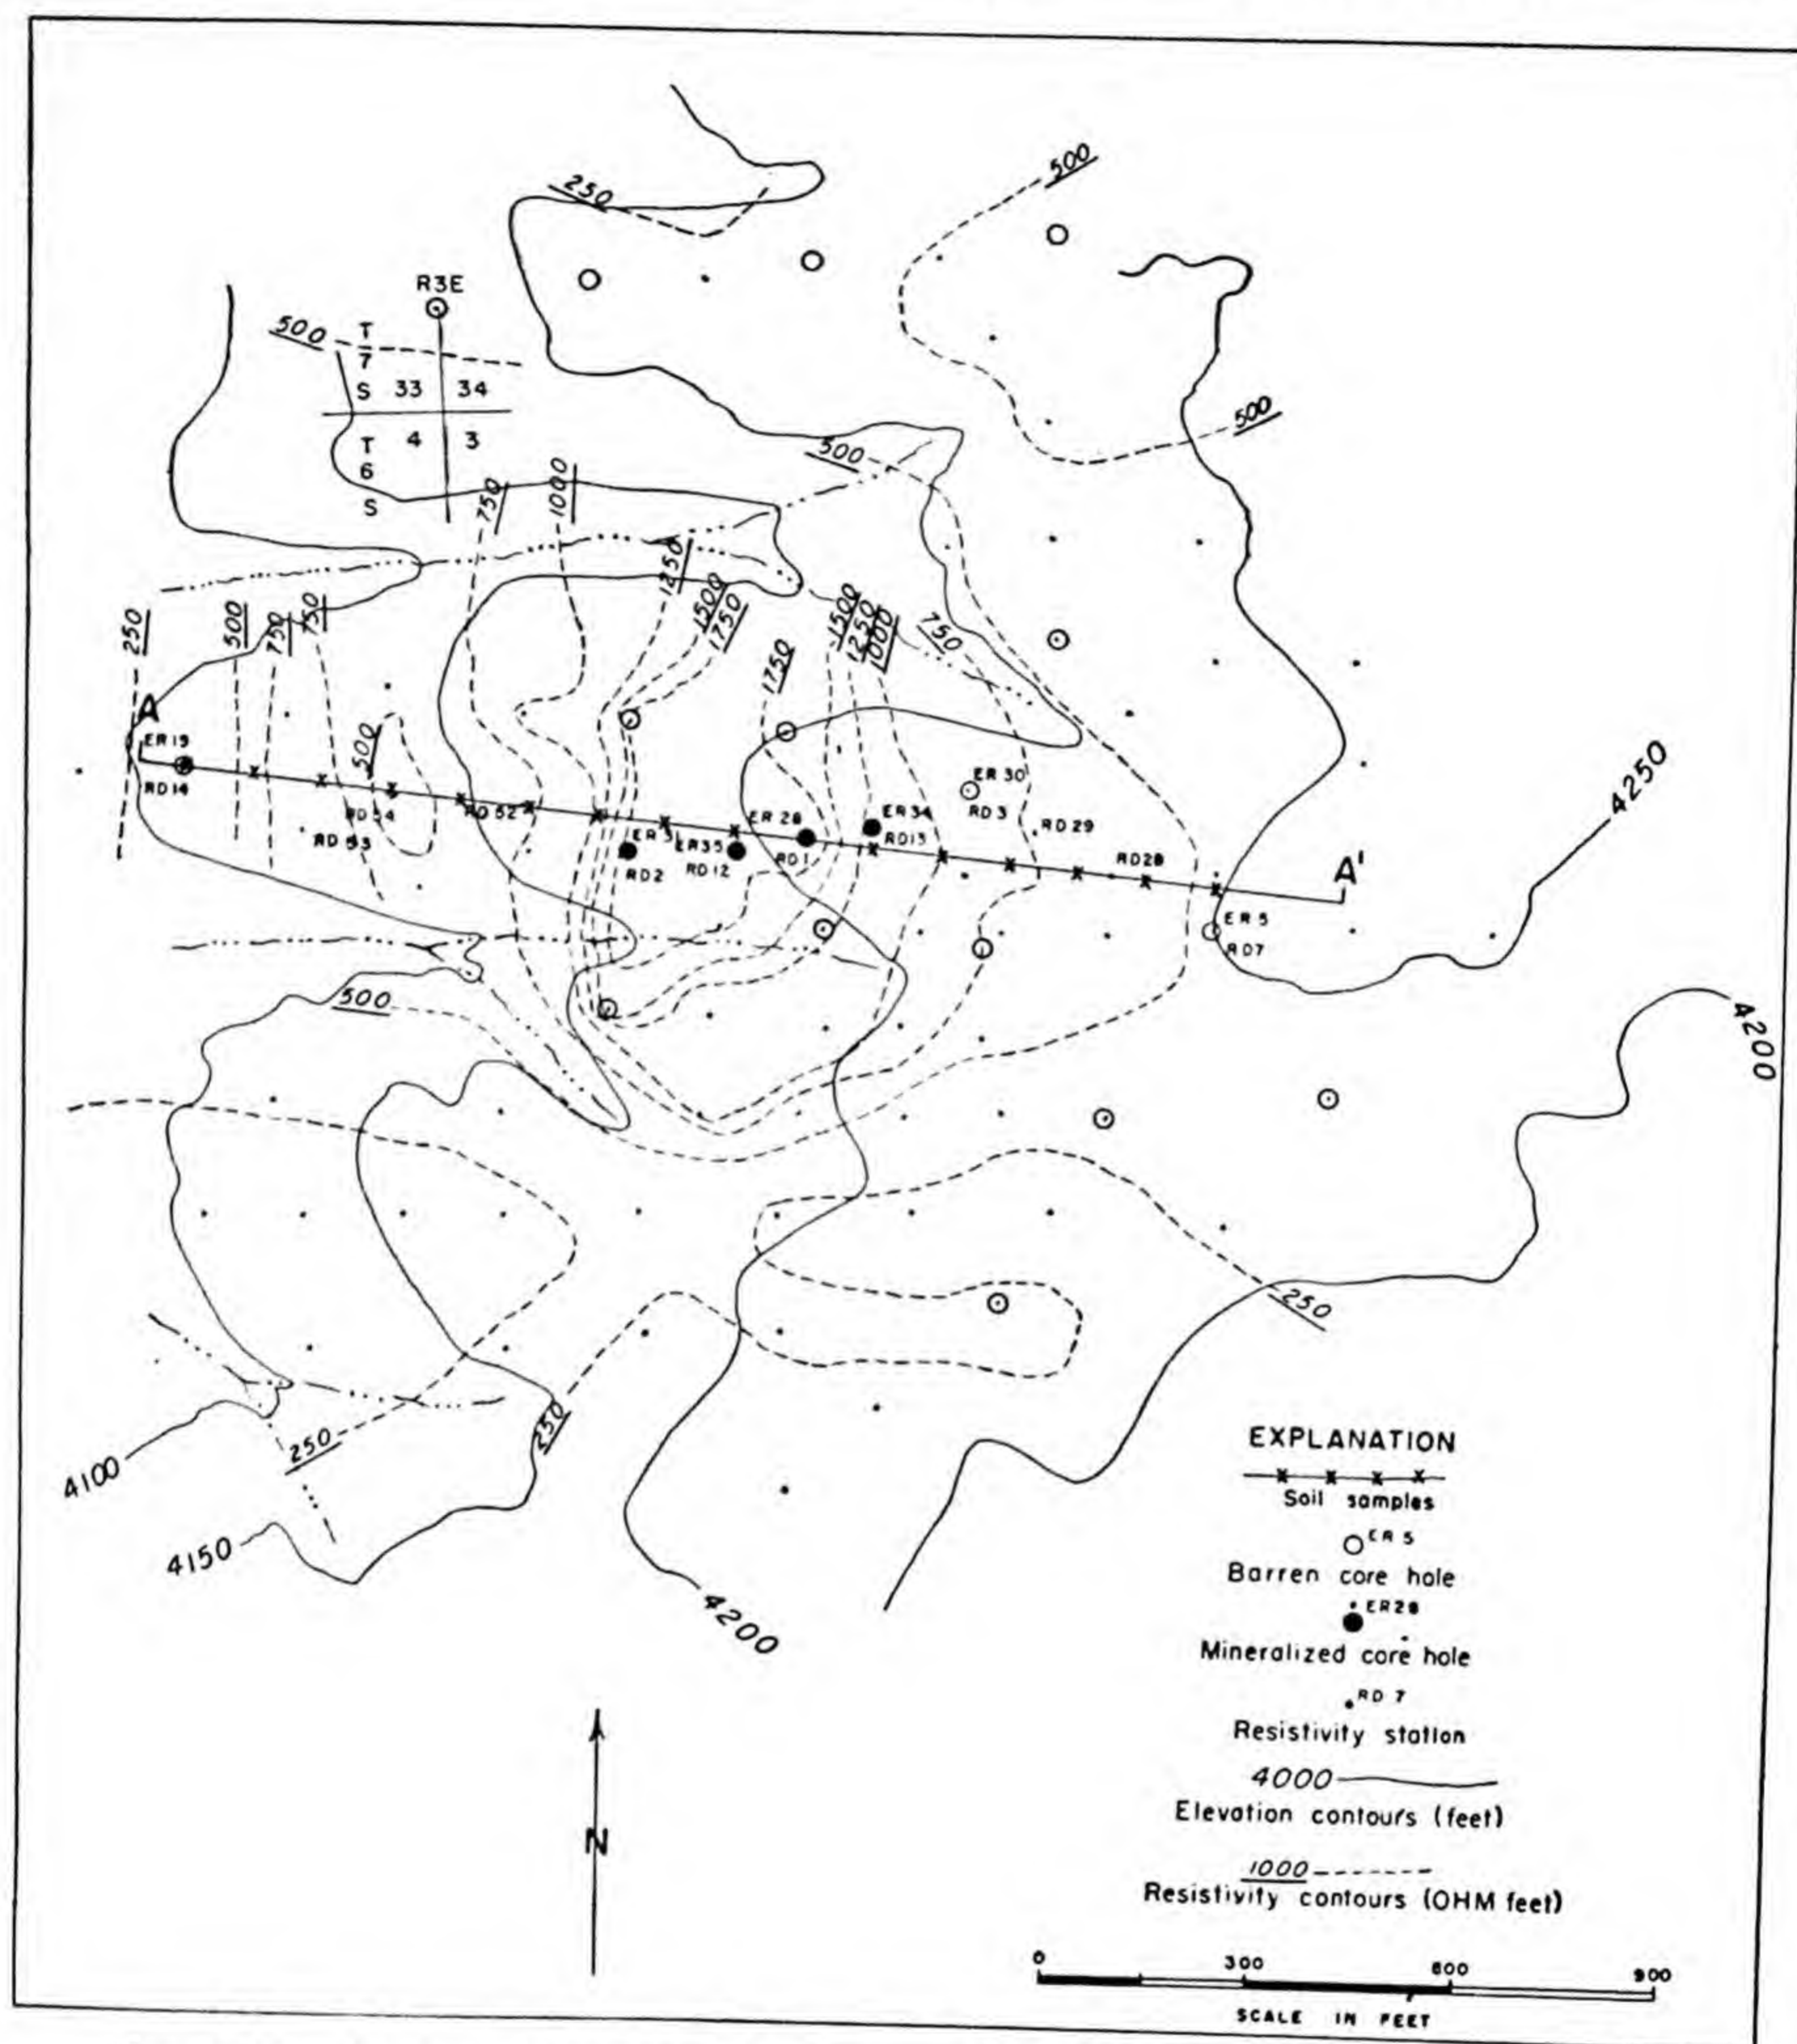 500
250
R3E
500
T
7
S 33 34
T 4 3
6
S
500
500
750
1000
1250
1500
1750
1750
1500
1250
1000
750
250
500
750
750
500
A
ER 19
RD 14
RD 54
RD 53
RD 52
ER 3
RD 2
ER 35
RD 12
ER 28
RD 1
ER 34
RD 13
ER 30
RD 3
RD 29
RD 28
A'
ER 5
RD 7
4250
4200
500
250
250
250
4100
4150
4200
EXPLANATION
Soil samples
ER 5
Barren core hole
ER 28
Mineralized core hole
RD 7
Resistivity station
4000
Elevation contours (feet)
1000
Resistivity contours (OHM feet)
N
0 300 600 900
SCALE IN FEET